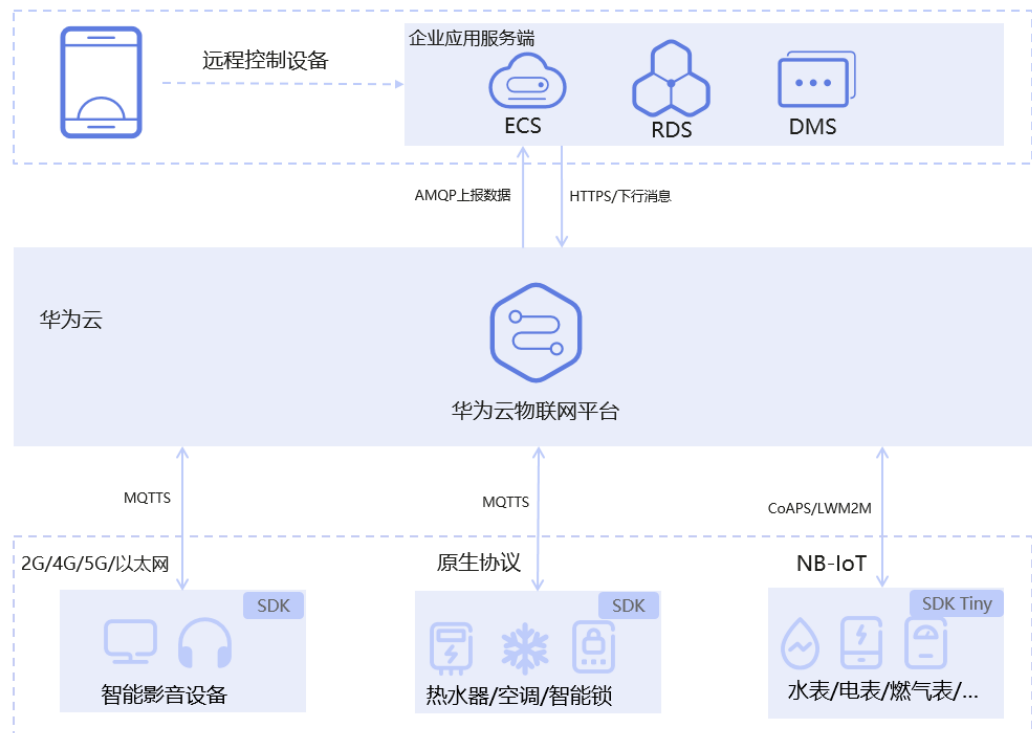 企业应用服务端
远程控制设备
ECS
RDS
DMS
AMQP上报数据
HTTPS/下行消息
华为云
华为云物联网平台
MQTTS
MQTTS
CoAPS/LWM2M
2G/4G/5G/以太网
原生协议
NB-IoT
SDK
SDK
SDK Tiny
智能影音设备
热水器/空调/智能锁
水表/电表/燃气表/...